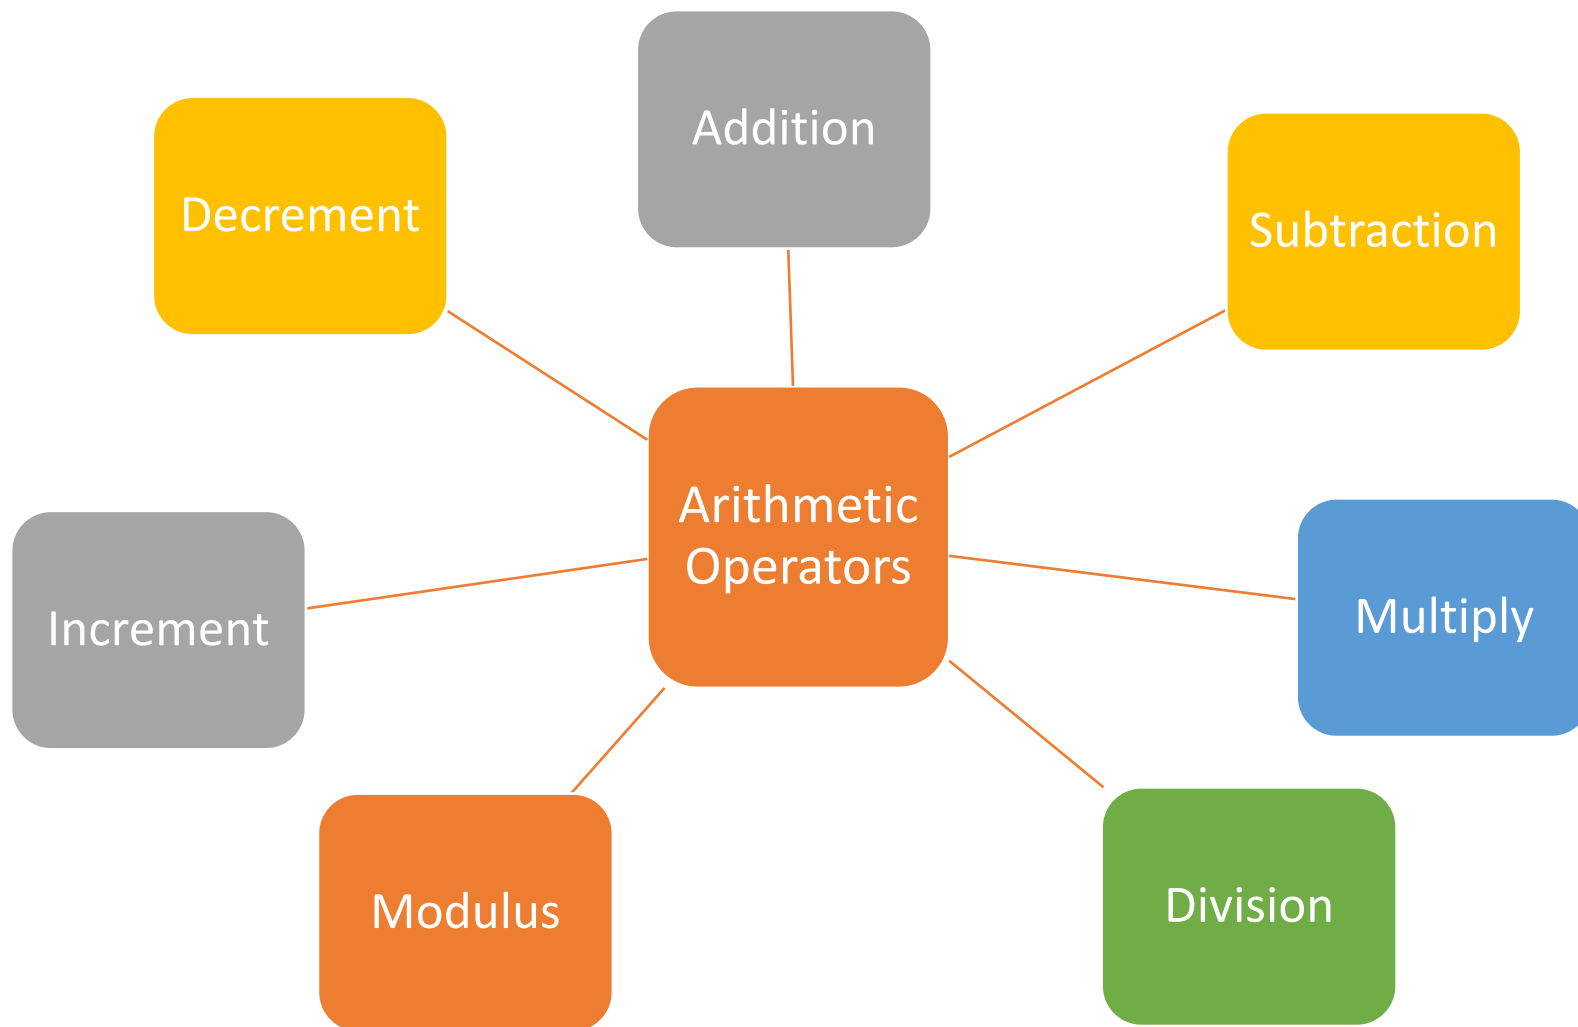 Addition
Decrement
Subtraction
Arithmetic
Operators
Increment
Multiply
Modulus
Division